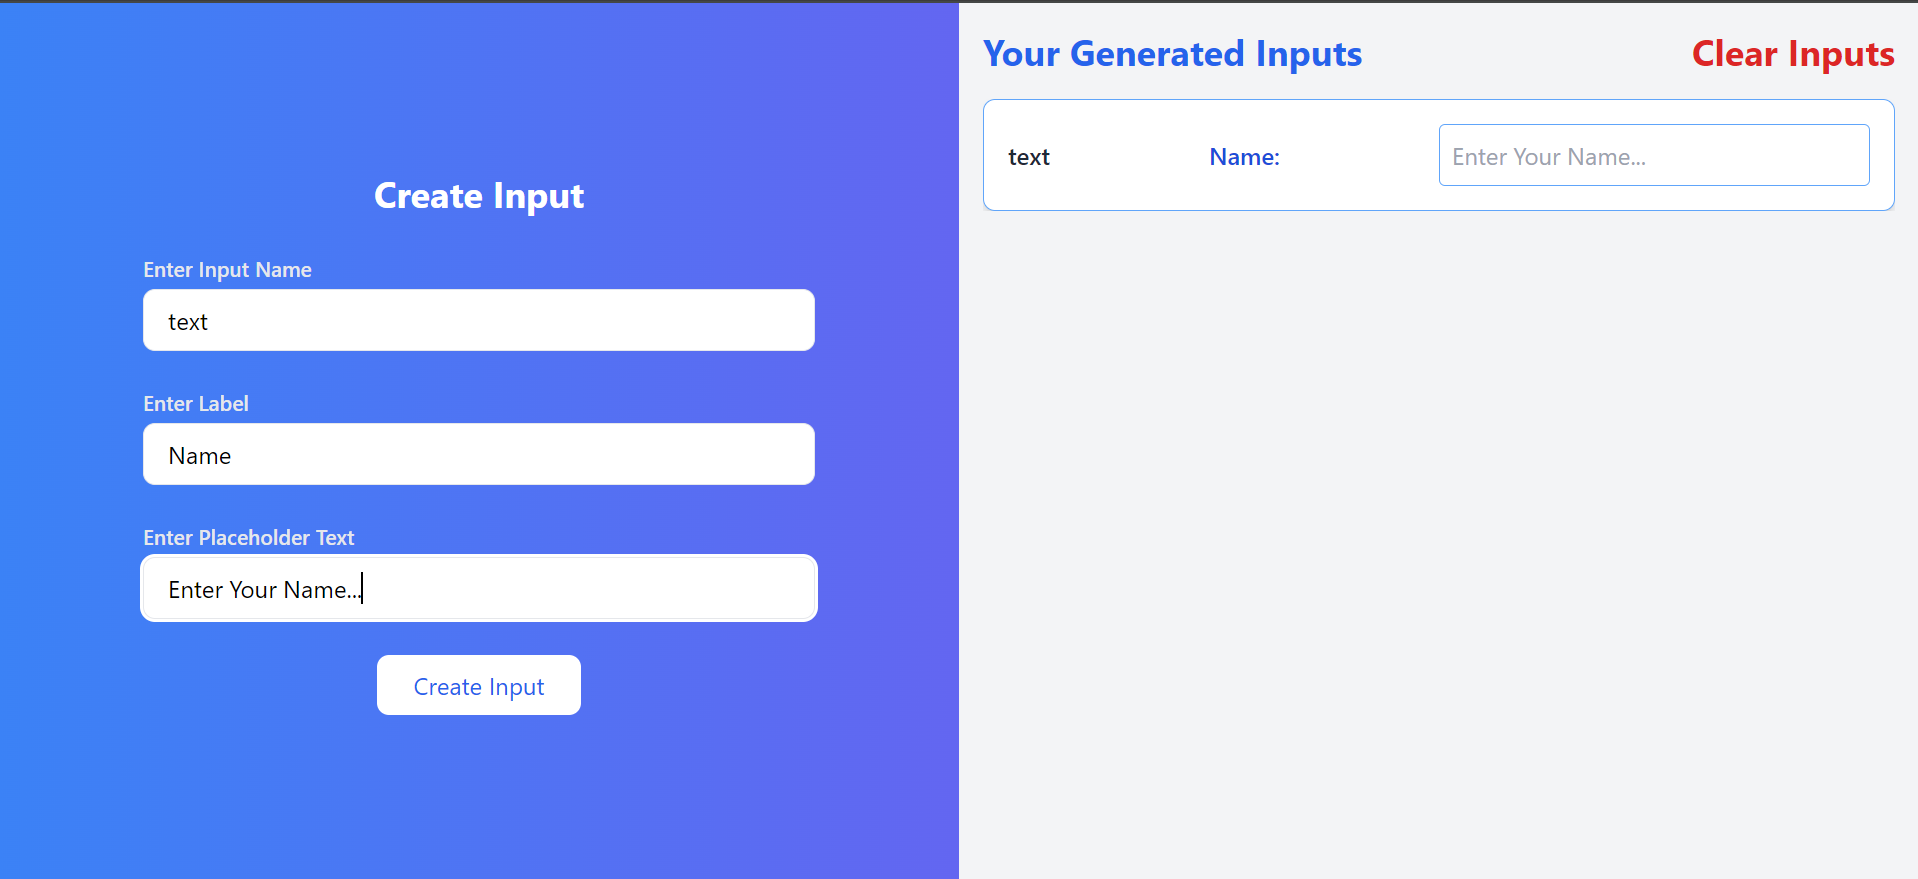 Create Input
Enter Input Name
text
Enter Label
Name
Enter Placeholder Text
Enter Your Name...
Create Input
Your Generated Inputs
Clear Inputs
text
Name:
Enter Your Name...